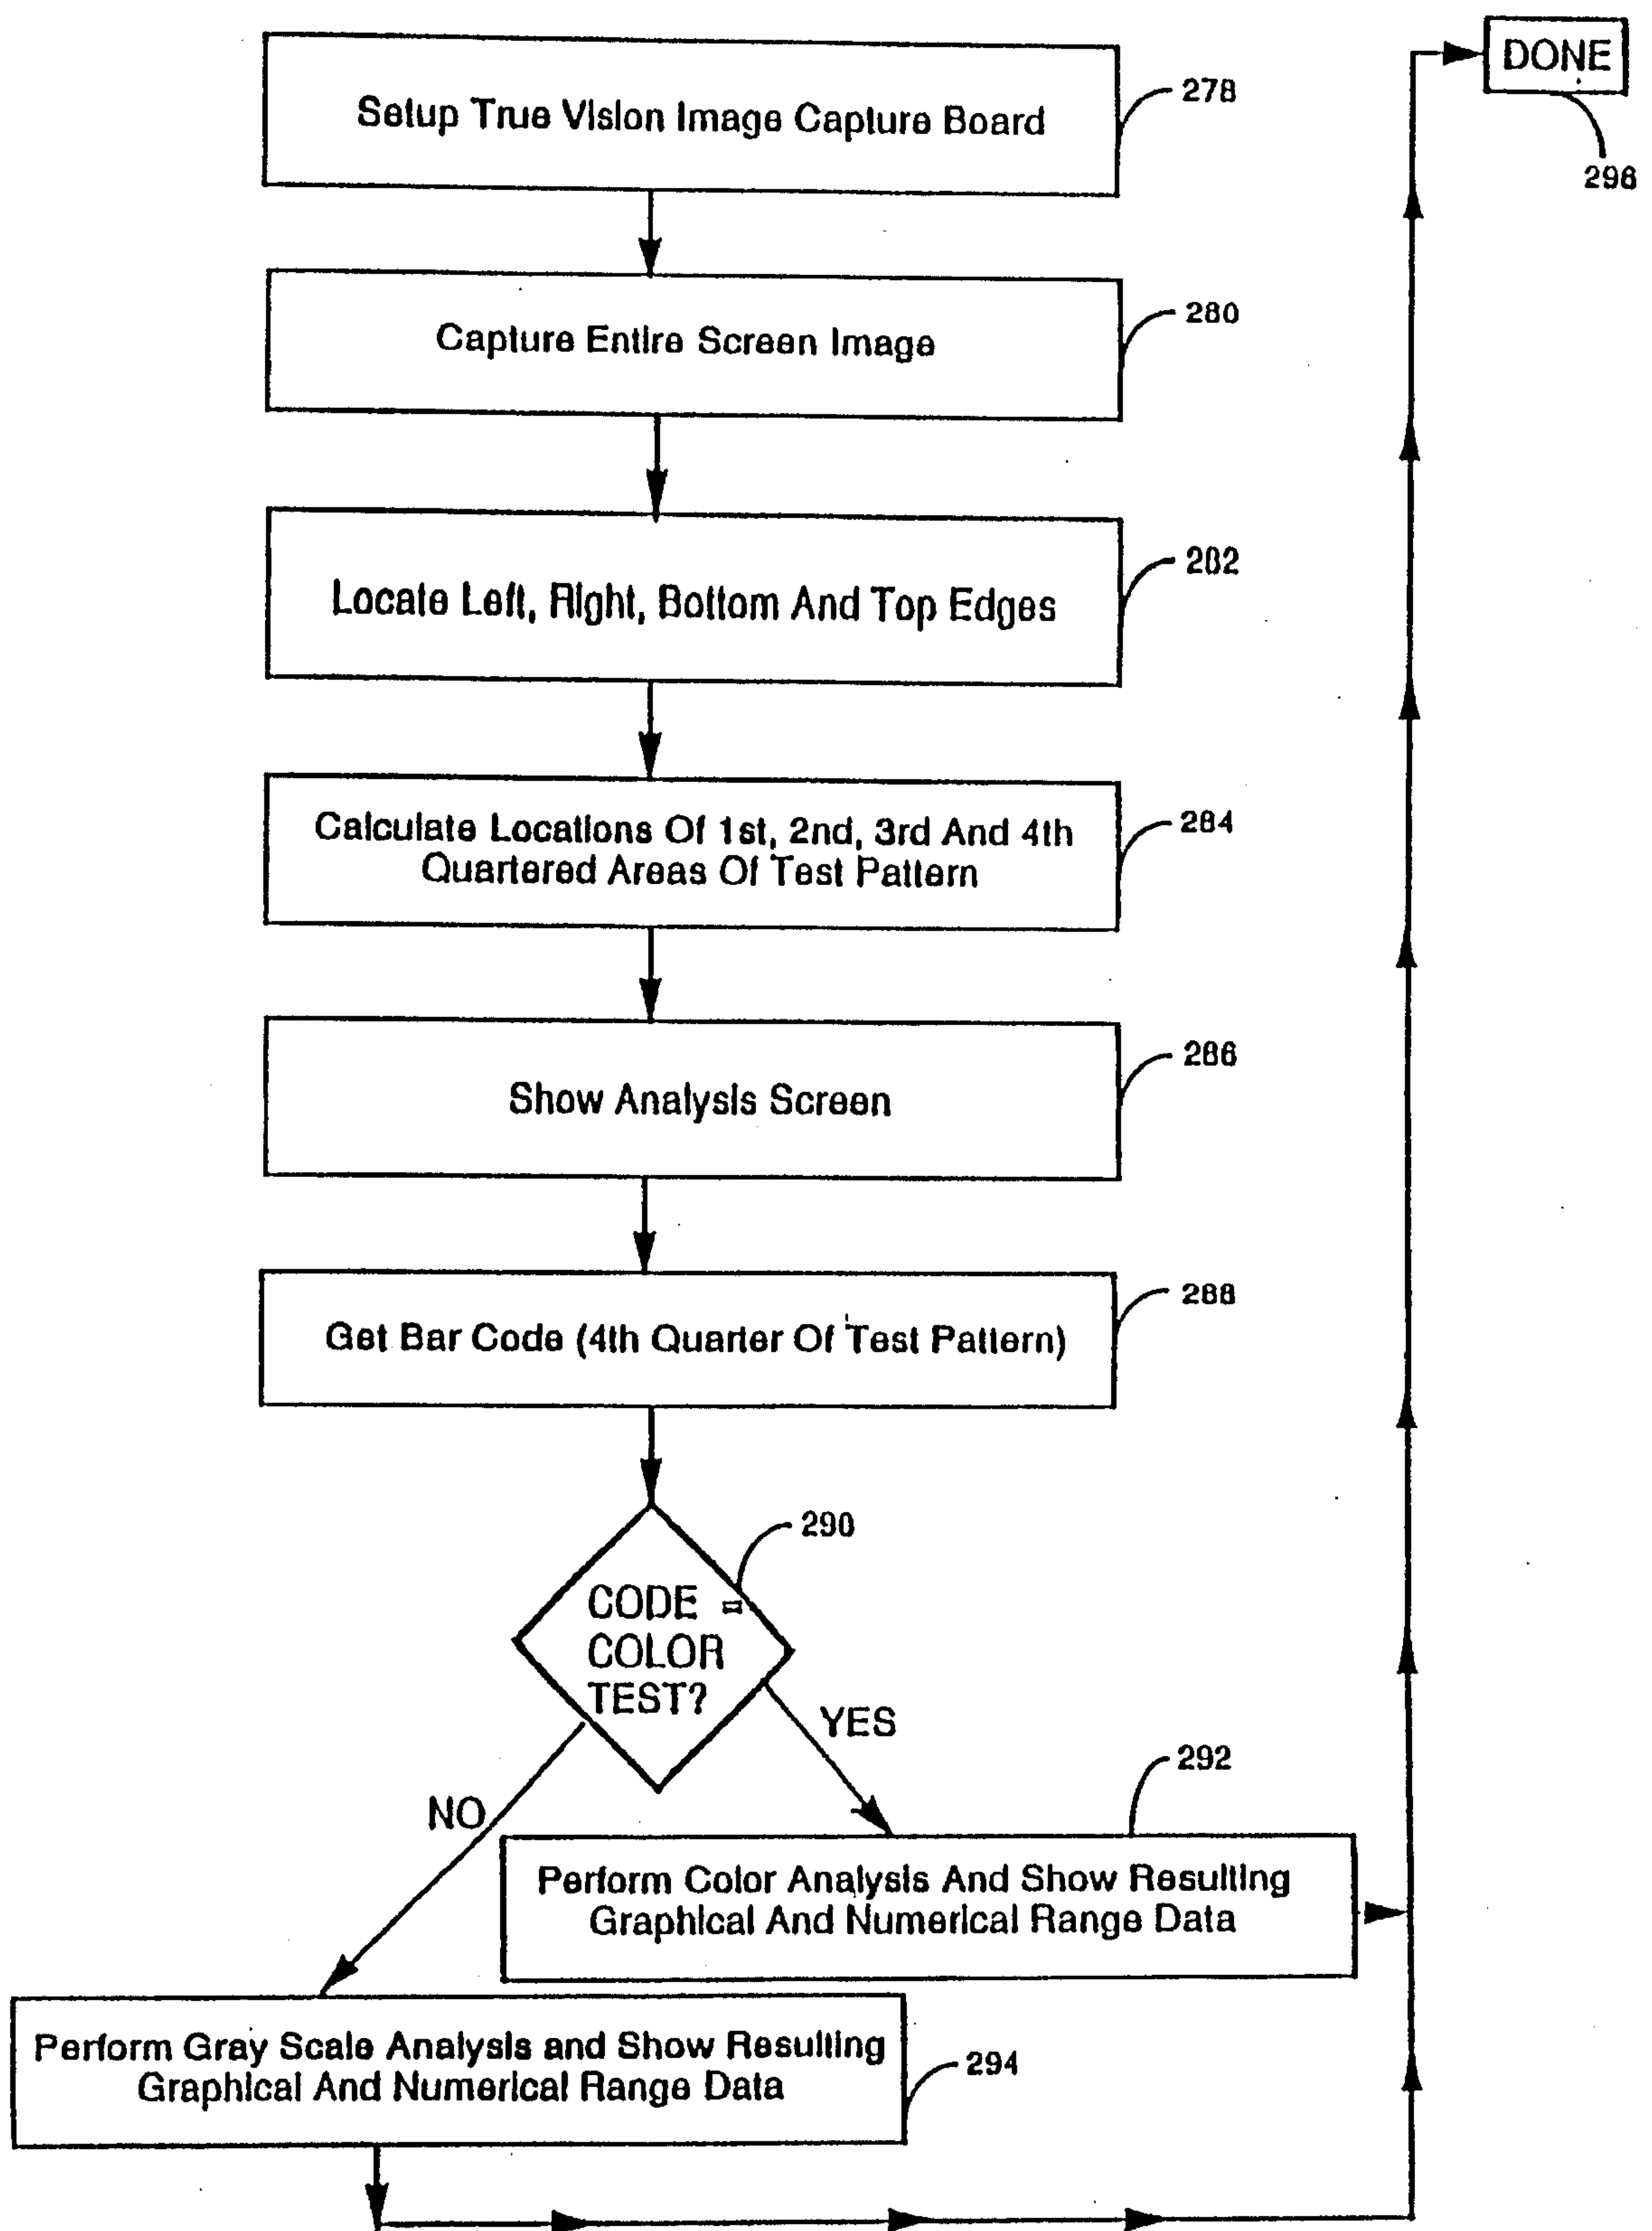 DONE
296
Setup True Vision Image Capture Board
278
Capture Entire Screen Image
280
Locate Left, Right, Bottom And Top Edges
282
Calculate Locations Of 1st, 2nd, 3rd And 4th
Quartered Areas Of Test Pattern
284
Show Analysis Screen
286
Get Bar Code (4th Quarter Of Test Pattern)
288
290
CODE =
COLOR
TEST?
YES
NO
292
Perform Color Analysis And Show Resulting
Graphical And Numerical Range Data
Perform Gray Scale Analysis and Show Resulting
Graphical And Numerical Range Data
294